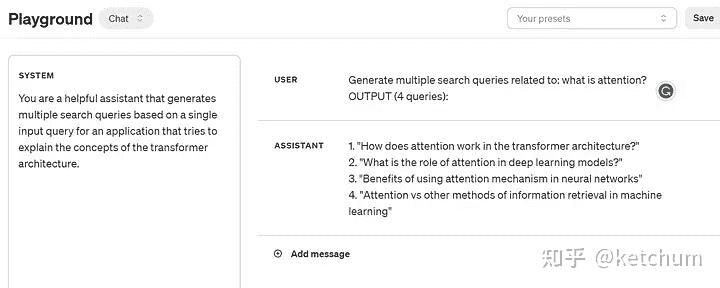 Playground
Chat
Your presets
Save
SYSTEM
You are a helpful assistant that generates
multiple search queries based on a single
input query for an application that tries to
explain the concepts of the transformer
architecture.
USER
Generate multiple search queries related to: what is attention?
OUTPUT (4 queries):
ASSISTANT
1. "How does attention work in the transformer architecture?"
2. "What is the role of attention in deep learning models?"
3. "Benefits of using attention mechanism in neural networks"
4. "Attention vs other methods of information retrieval in machine
learning"
Add message
知乎 @ketchum